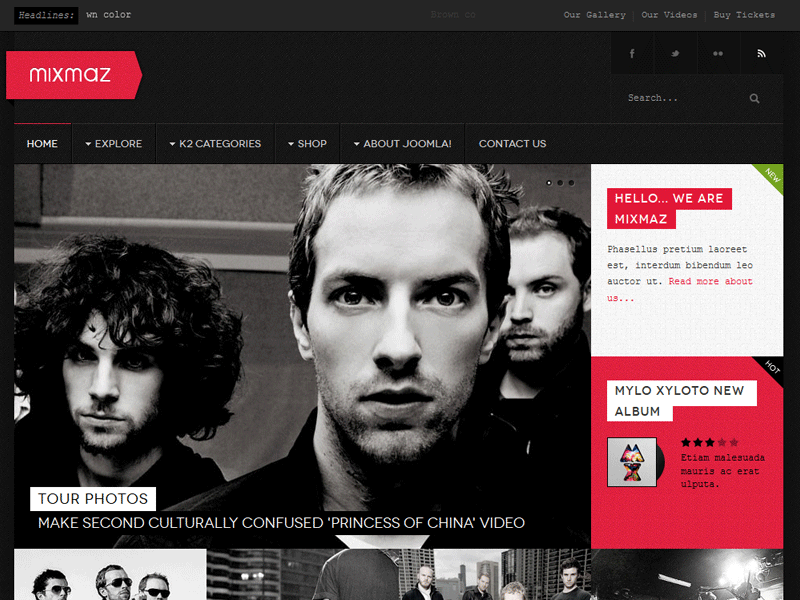 Headlines: wn color Brown co Our Gallery Our Videos Buy Tickets
mixmaz
Search...
HOME EXPLORE K2 CATEGORIES SHOP ABOUT JOOMLA! CONTACT US
NEW
HELLO... WE ARE
MIXMAZ
Phasellus pretium laoreet
est, interdum bibendum leo
auctor ut. Read more about
us...
HOT
MYLO XYLOTO NEW
ALBUM
Etiam malesuada
mauris ac erat
ulputa.
TOUR PHOTOS
MAKE SECOND CULTURALLY CONFUSED 'PRINCESS OF CHINA' VIDEO